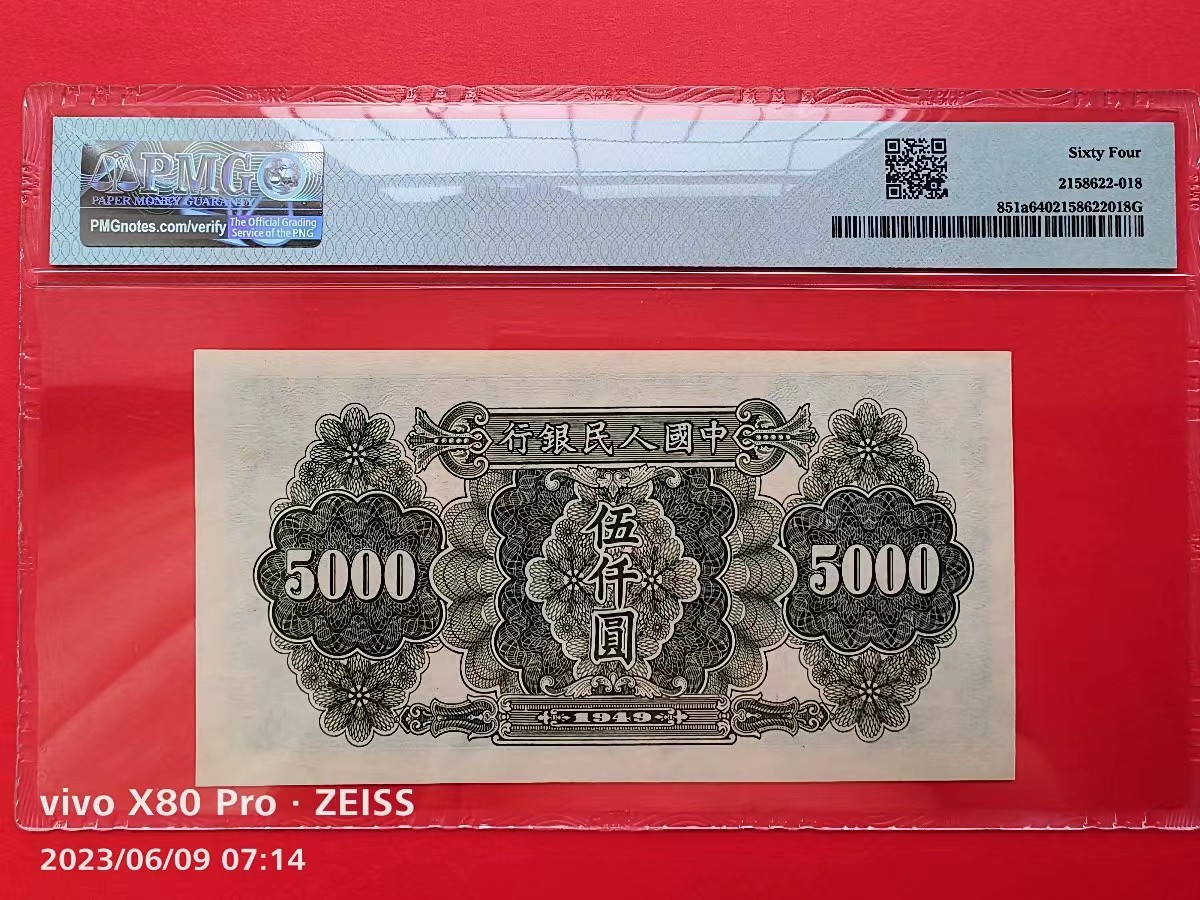 PMG
PAPER MONEY GUARANTY
PMGnotes.com/verify
The Official Grading
Service of the PNG
Sixty Four
2158622-018
851a6402158622018G
行銀民人國中
5000
伍仟圓
5000
1949
vivo X80 Pro · ZEISS
2023/06/09 07:14